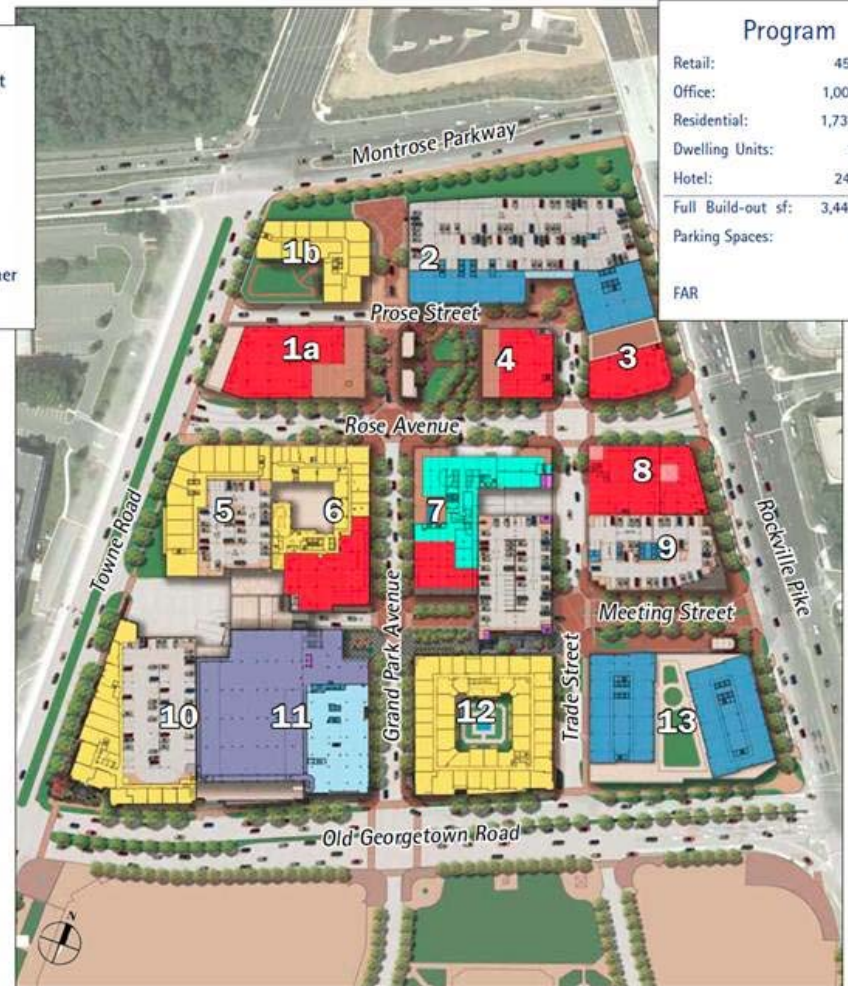 t
er
Program
Retail: 45
Office: 1,00
Residential: 1,73
Dwelling Units:
Hotel: 24
Full Build-out sf: 3,44
Parking Spaces:
FAR
Montrose Parkway
1b
2
Prose Street
1a
4
3
Rose Avenue
5
6
7
8
9
Towne Road
Rockville Pike
Grand Park Avenue
Meeting Street
Trade Street
10
11
12
13
Old Georgetown Road
N